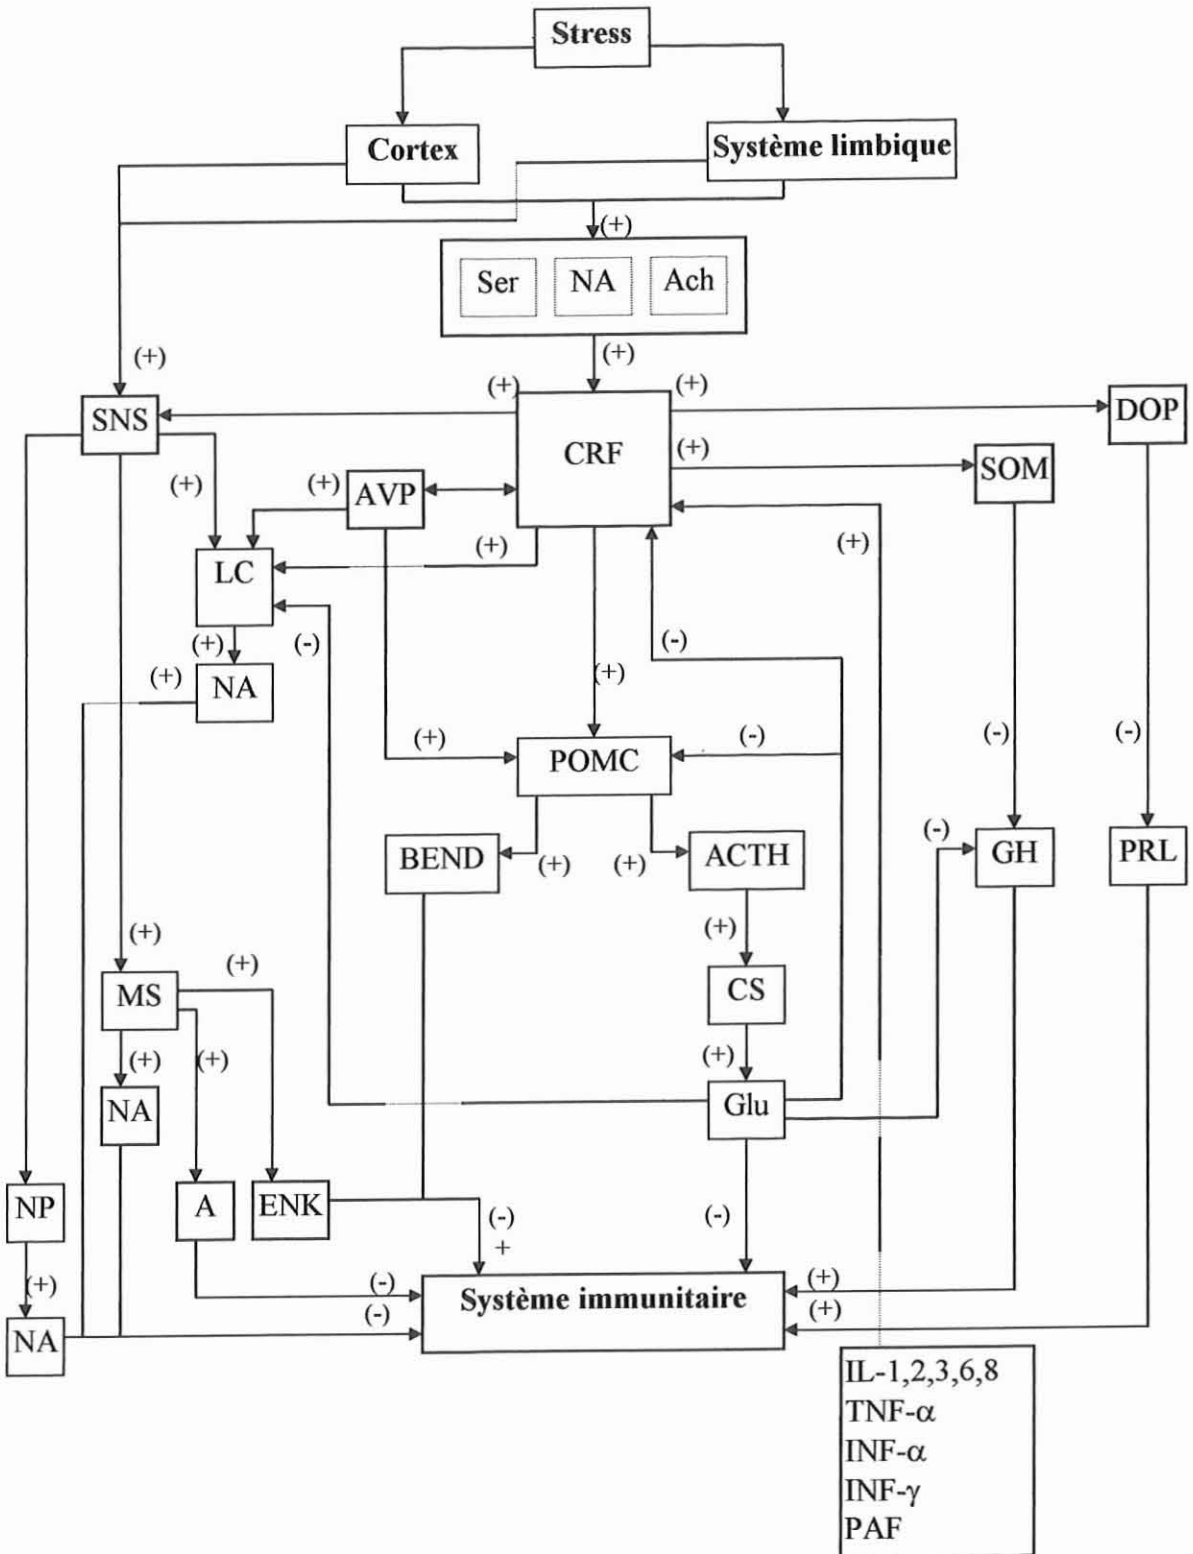 Stress
Cortex
Système limbique
(+)
Ser NA Ach
(+)
(+)
(+) (+)
SNS
DOP
CRF
(+)
SOM
(+)
(+)
AVP
(+)
(+)
LC
(+) (-)
(-)
(+)
(+)
NA
(+)
(-)
(-) (-)
POMC
(-)
BEND
(+) (+)
ACTH
GH
PRL
(+)
(+)
(+)
MS
CS
(+) (+)
(+)
NA
Glu
NP
A
ENK
(-)
+
(-)
(+)
(-)
(-)
Système immunitaire
(+)
(+)
NA
IL-1,2,3,6,8
TNF-α
INF-α
INF-γ
PAF